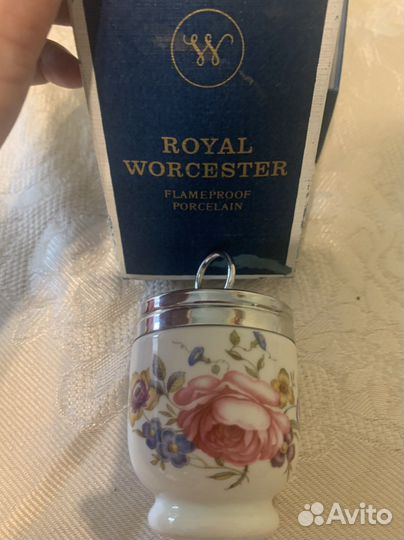 W
ROYAL
WORCESTER
FLAMEPROOF
PORCELAIN
Avito